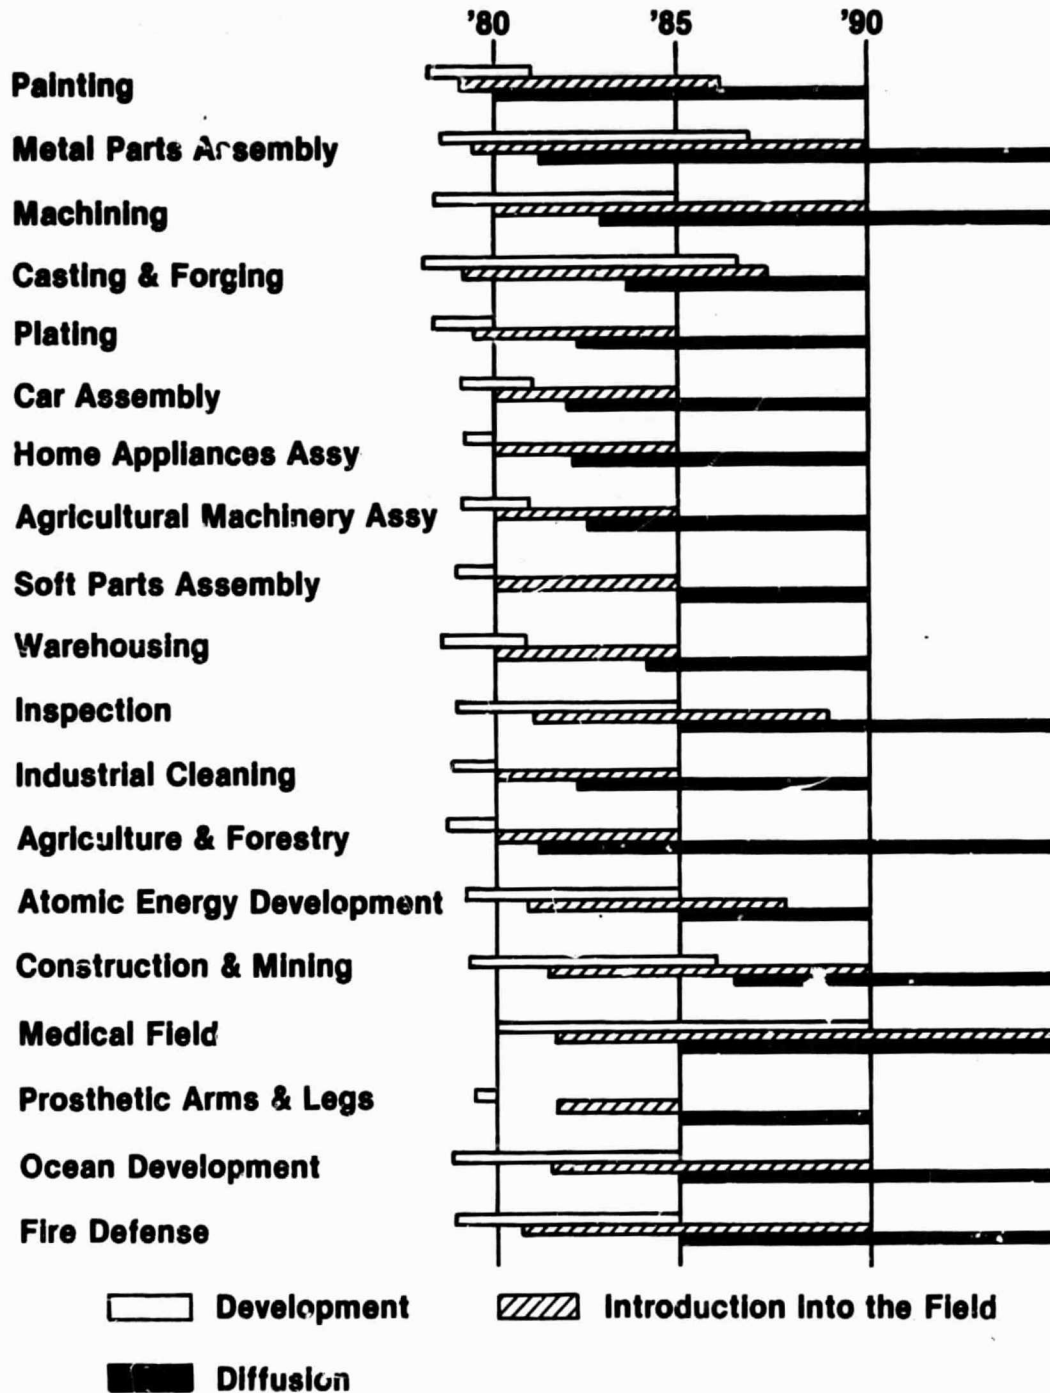 '80 '85 '90
Painting
Metal Parts Assembly
Machining
Casting & Forging
Plating
Car Assembly
Home Appliances Assy
Agricultural Machinery Assy
Soft Parts Assembly
Warehousing
Inspection
Industrial Cleaning
Agriculture & Forestry
Atomic Energy Development
Construction & Mining
Medical Field
Prosthetic Arms & Legs
Ocean Development
Fire Defense
Development Introduction Into the Field
Diffusion